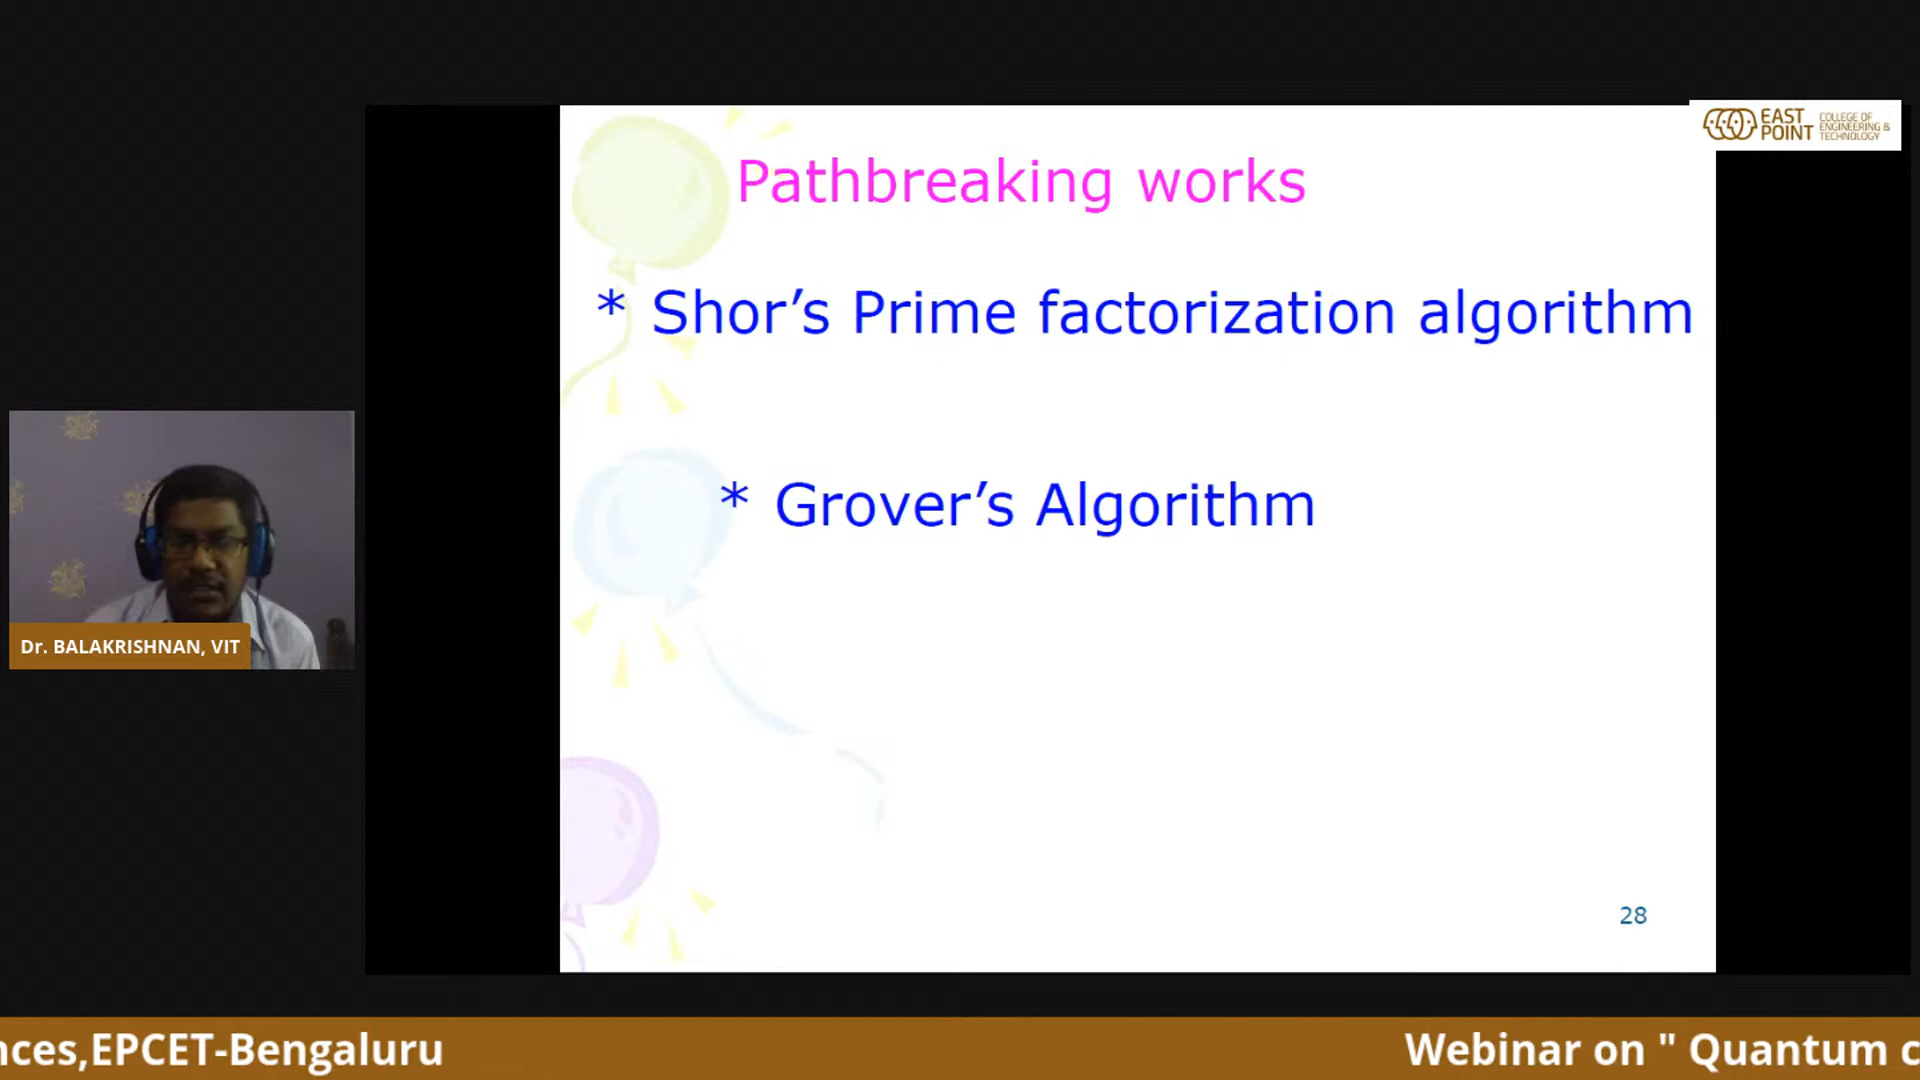 EAST
POINT
COLLEGE OF
ENGINEERING &
TECHNOLOGY
Pathbreaking works
* Shor’s Prime factorization algorithm
* Grover’s Algorithm
Dr. BALAKRISHNAN, VIT
28
nces,EPCET-Bengaluru
Webinar on " Quantum c